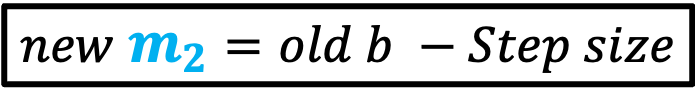 new m₂ = old b − Step size